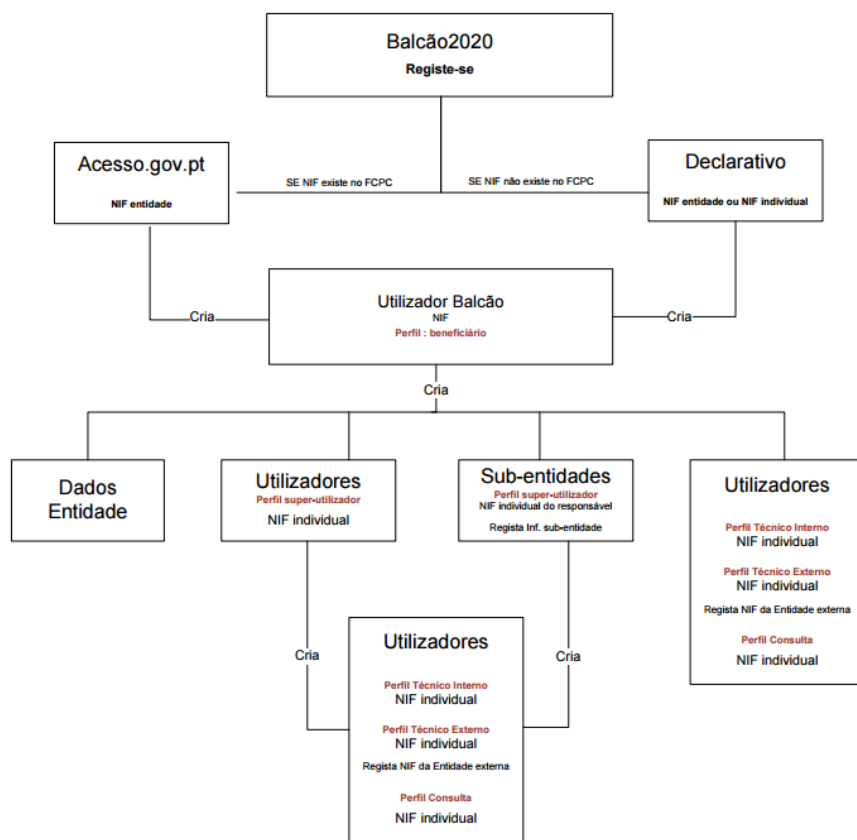 Balcão2020
Registe-se
Acesso.gov.pt
NIF entidade
SE NIF existe no FCPC
SE NIF não existe no FCPC
Declarativo
NIF entidade ou NIF individual
Cria
Utilizador Balcão
NIF
Perfil : beneficiário
Cria
Cria
Dados
Entidade
Utilizadores
Perfil super-utilizador
NIF individual
Sub-entidades
Perfil super-utilizador
NIF individual do responsável
Regista Inf. sub-entidade
Utilizadores
Perfil Técnico Interno
NIF individual
Perfil Técnico Externo
NIF individual
Regista NIF da Entidade externa
Perfil Consulta
NIF individual
Cria
Cria
Utilizadores
Perfil Técnico Interno
NIF individual
Perfil Técnico Externo
NIF individual
Regista NIF da Entidade externa
Perfil Consulta
NIF individual